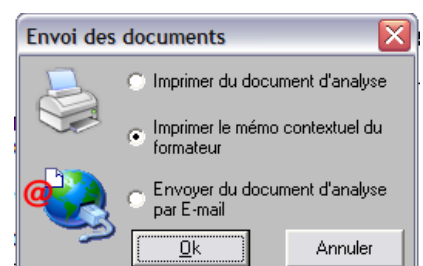 Envoi des documents
Imprimer du document d'analyse
Imprimer le mémo contextuel du
formateur
@
Envoyer du document d'analyse
par E-mail
Ok
Annuler